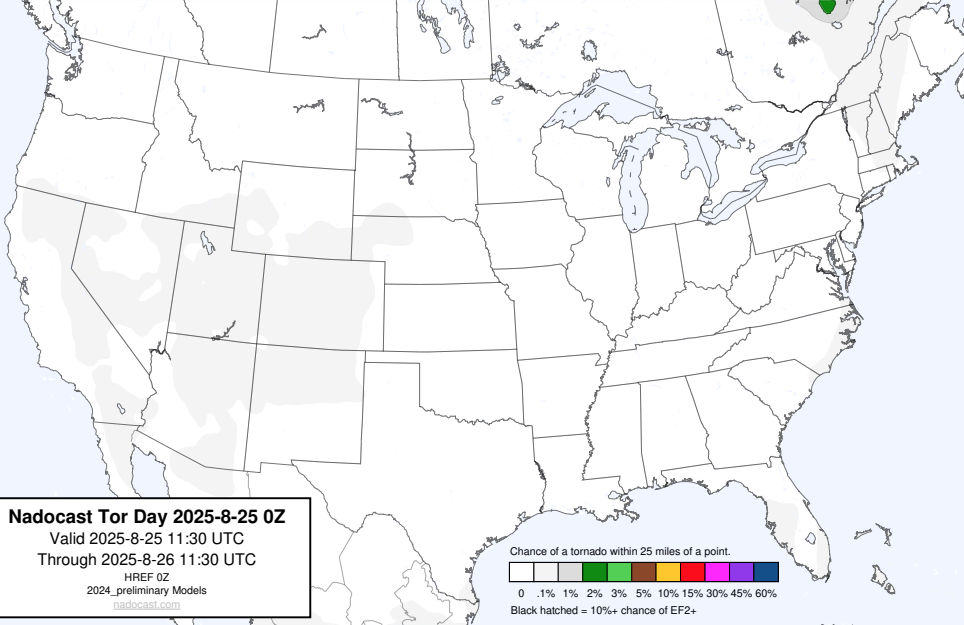 Nadocast Tor Day 2025-8-25 0Z
Valid 2025-8-25 11:30 UTC
Through 2025-8-26 11:30 UTC
HREF 0Z
2024_preliminary Models
nadocast.com
Chance of a tornado within 25 miles of a point.
0 .1% 1% 2% 3% 5% 10% 15% 30% 45% 60%
Black hatched = 10%+ chance of EF2+